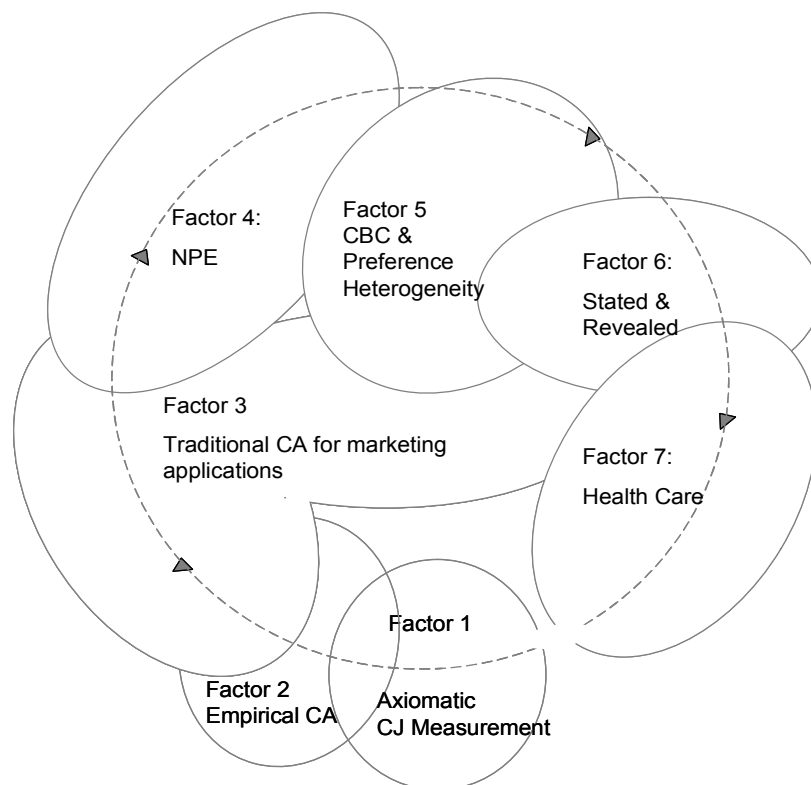 Factor 4:
NPE
Factor 5
CBC &
Preference
Heterogeneity
Factor 6:
Stated &
Revealed
Factor 3
Traditional CA for marketing
applications
Factor 7:
Health Care
Factor 1
Axiomatic
CJ Measurement
Factor 2
Empirical CA